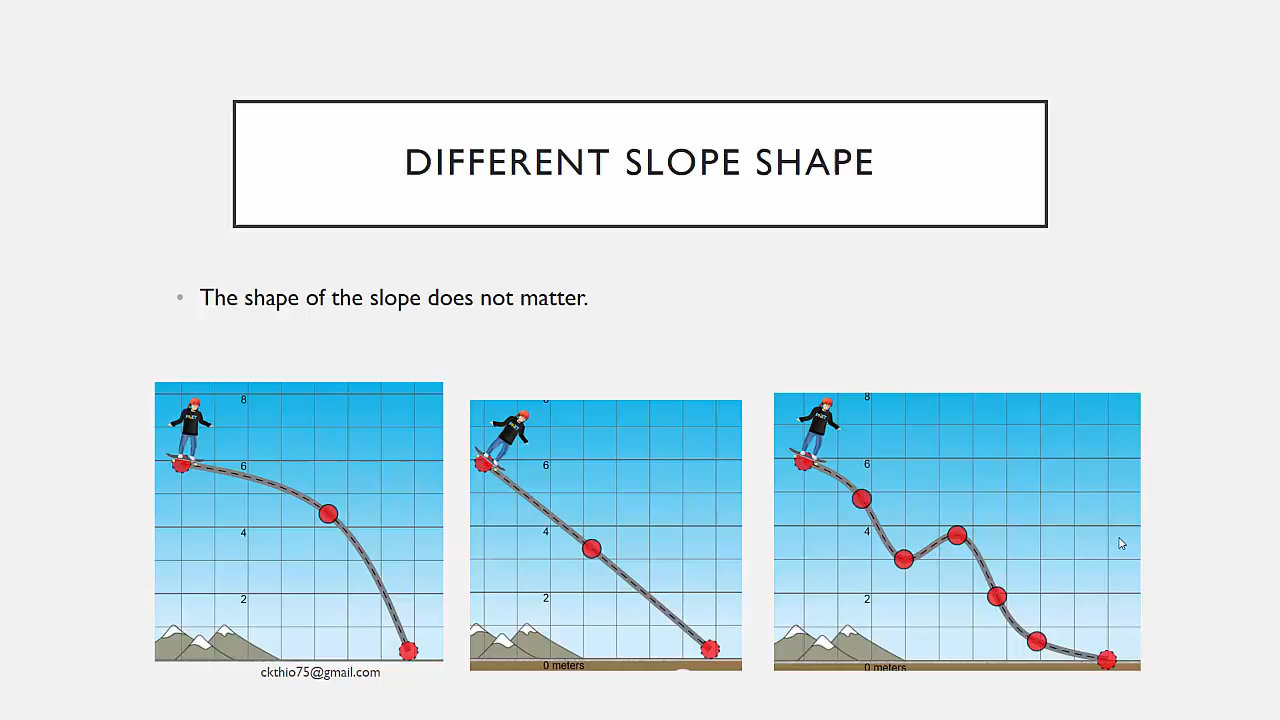 DIFFERENT SLOPE SHAPE
• The shape of the slope does not matter.
8
6
4
2
6
4
2
0 meters
8
6
4
2
0 meters
ckthio75@gmail.com